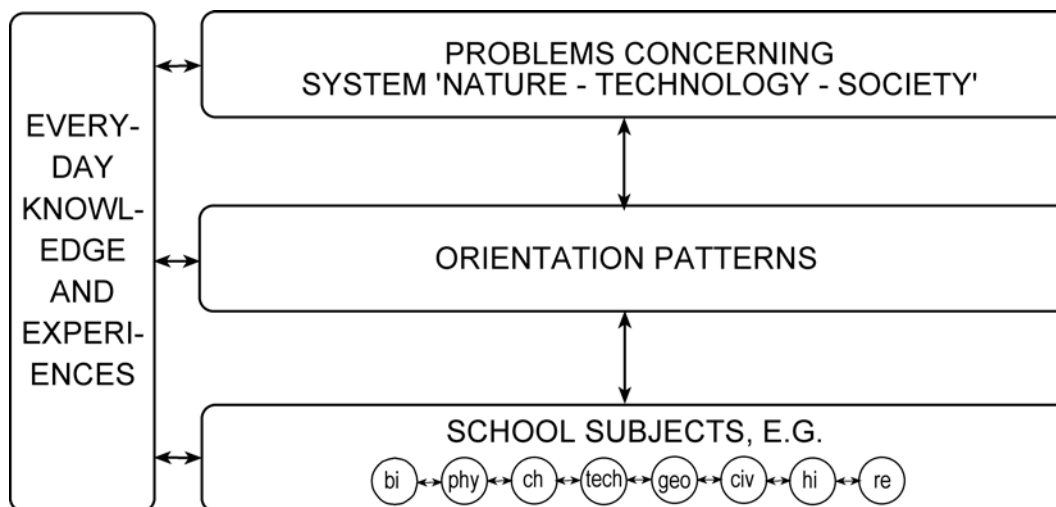 EVERY-
DAY
KNOWL-
EDGE
AND
EXPERI-
ENCES
PROBLEMS CONCERNING
SYSTEM 'NATURE - TECHNOLOGY - SOCIETY'
ORIENTATION PATTERNS
SCHOOL SUBJECTS, E.G.
bi phy ch tech geo civ hi re